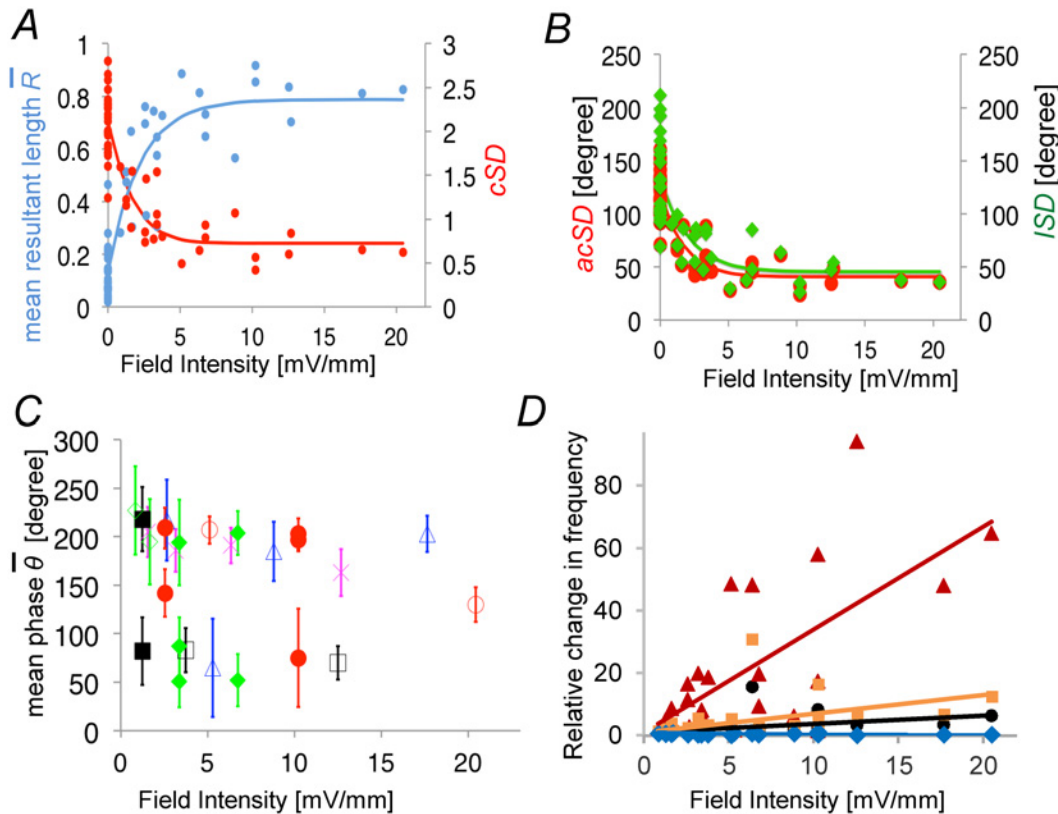 A
mean resultant length R̅
1
0.8
0.6
0.4
0.2
0
3
2.5
2
1.5
1
0.5
0
cSD
0 5 10 15 20
Field Intensity [mV/mm]
B
acSD [degree]
250
200
150
100
50
0
250
200
150
100
50
0
ISD [degree]
0 5 10 15 20
Field Intensity [mV/mm]
C
mean phase θ̅ [degree]
300
250
200
150
100
50
0
0 5 10 15 20
Field Intensity [mV/mm]
D
Relative change in frequency
80
60
40
20
0
0 5 10 15 20
Field Intensity [mV/mm]